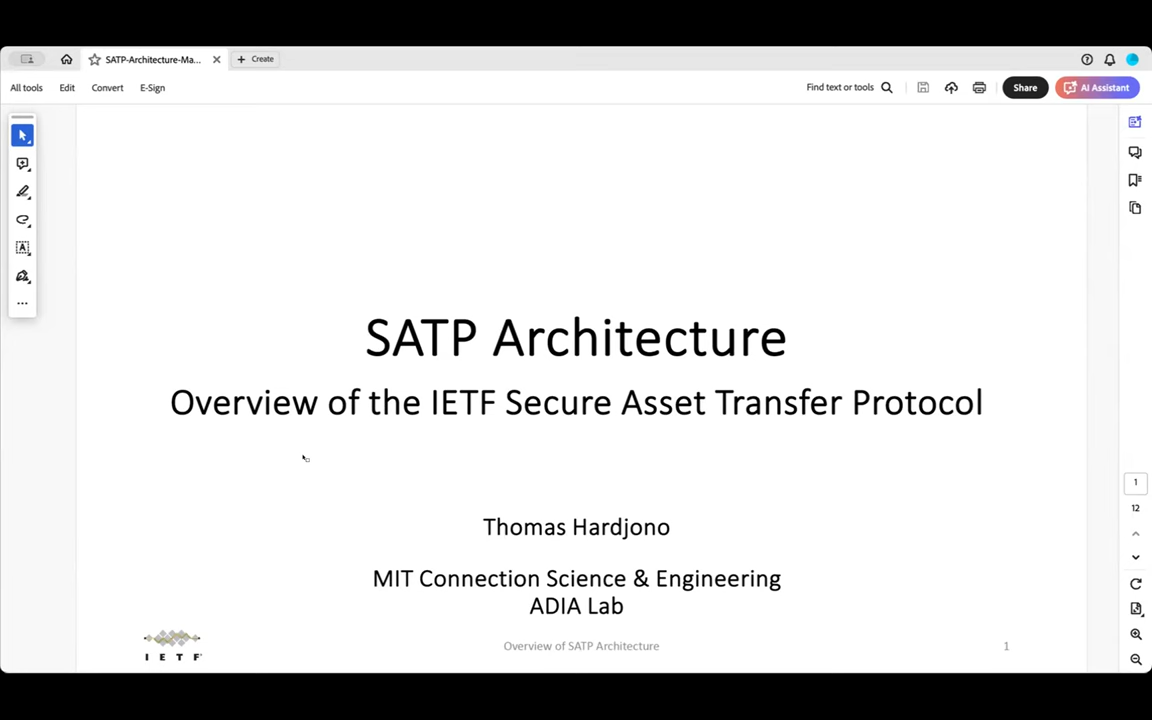 SATP-Architecture-Ma...
Create
All tools
Edit
Convert
E-Sign
Find text or tools
Share
AI Assistant
SATP Architecture
Overview of the IETF Secure Asset Transfer Protocol
Thomas Hardjono
MIT Connection Science & Engineering
ADIA Lab
I E T F
Overview of SATP Architecture
1
1
12